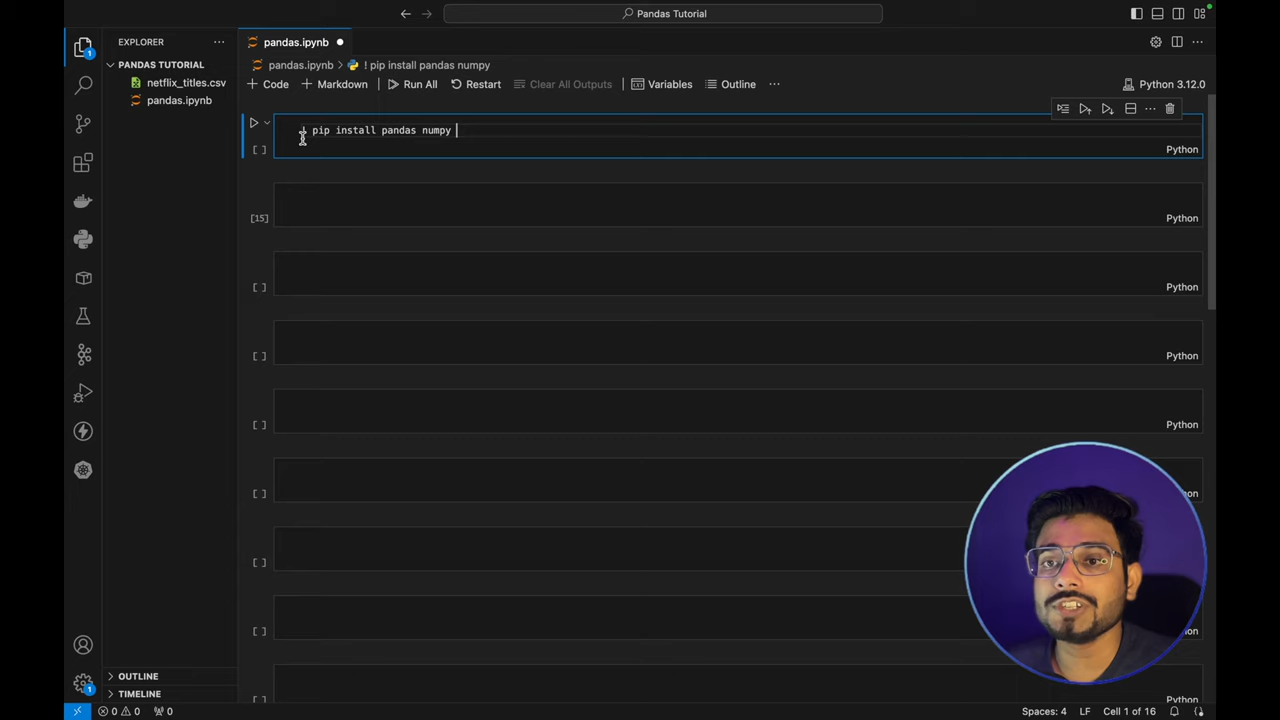 Pandas Tutorial
EXPLORER
pandas.ipynb
PANDAS TUTORIAL
netflix_titles.csv
pandas.ipynb
pandas.ipynb > ! pip install pandas numpy
+ Code + Markdown Run All Restart Clear All Outputs Variables Outline ... Python 3.12.0
! pip install pandas numpy
[ ] Python
[15] Python
[ ] Python
[ ] Python
[ ] Python
[ ]
[ ]
[ ]
OUTLINE
TIMELINE
0 0 0 Spaces: 4 LF Cell 1 of 16
1
1